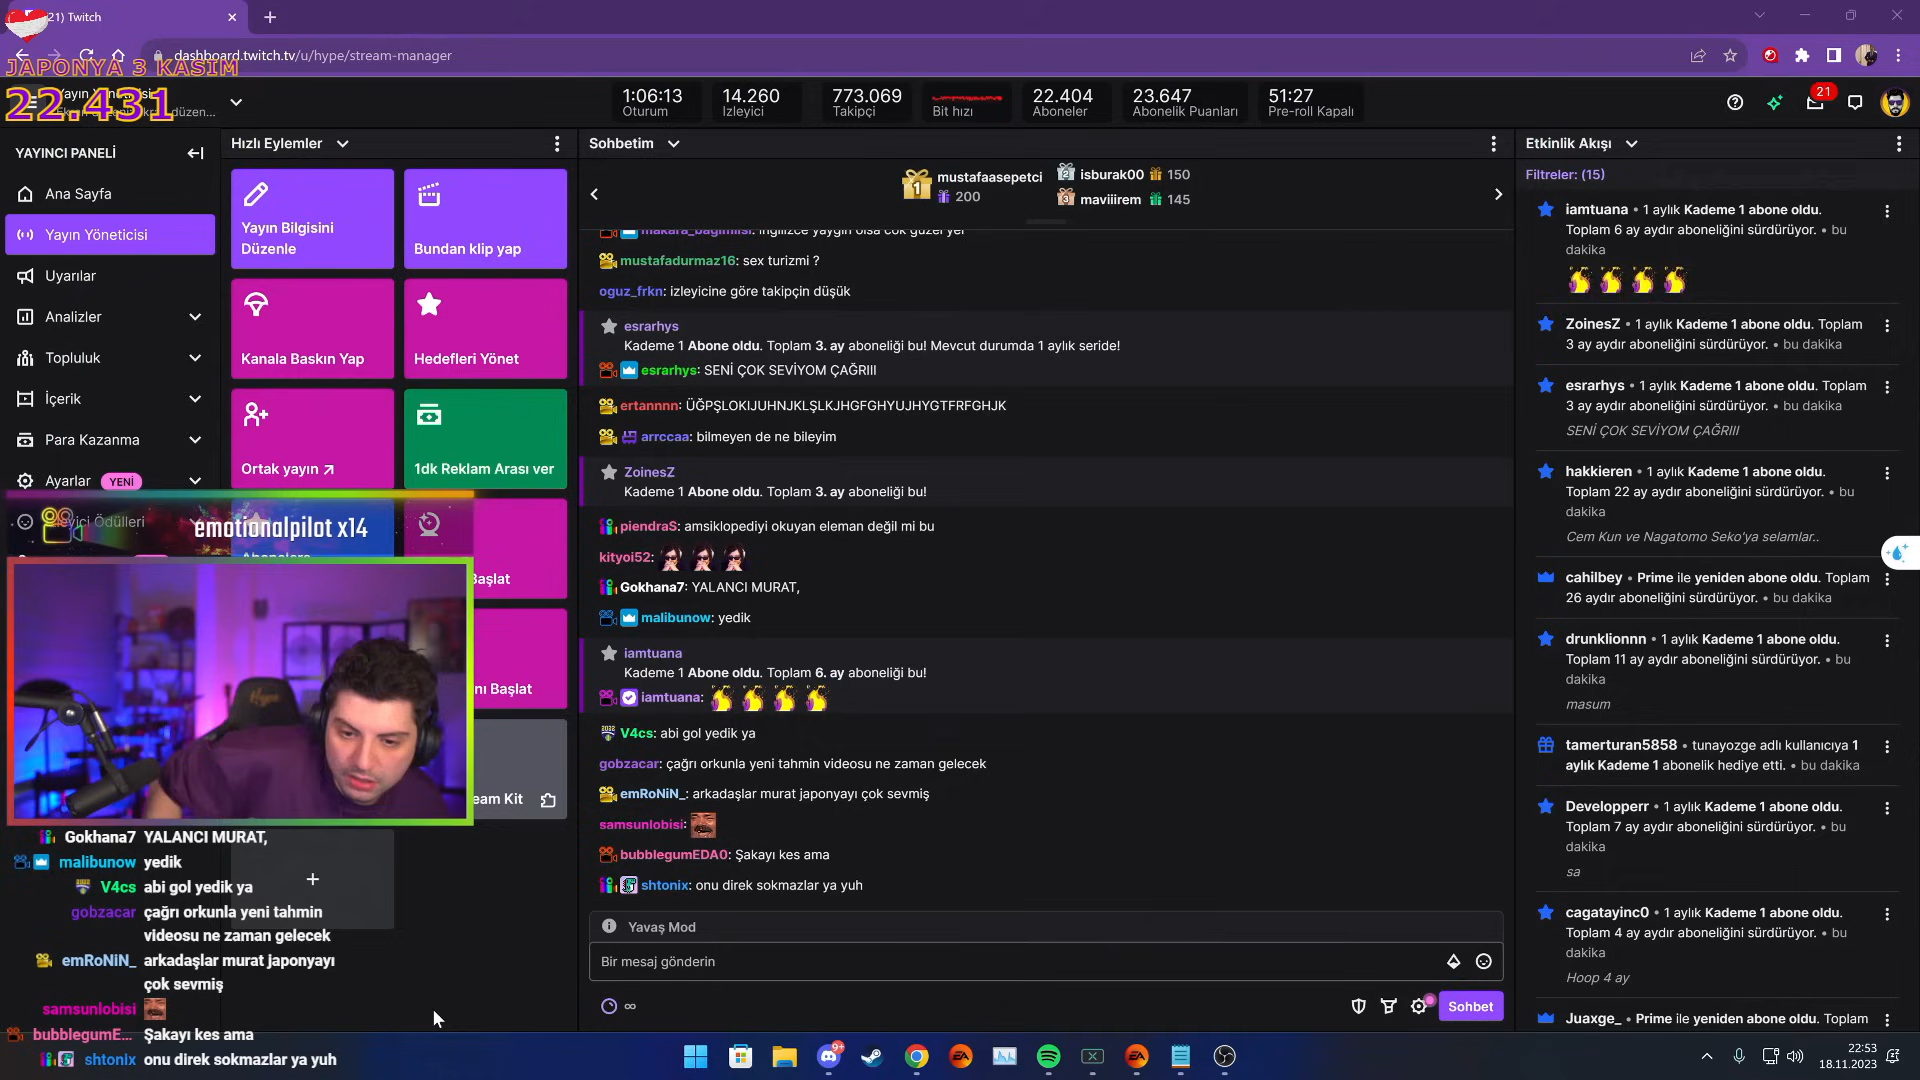 21) Twitch
dashboard.twitch.tv/u/hype/stream-manager
JAPONYA 3 KASIM
22.431
1:06:13
Oturum
14.260
İzleyici
773.069
Takipçi
Bit hızı
22.404
Aboneler
23.647
Abonelik Puanları
51:27
Pre-roll Kapalı
21
YAYINCI PANELİ
Ana Sayfa
Yayın Yöneticisi
Uyarılar
Analizler
Topluluk
İçerik
Para Kazanma
Ayarlar YENİ
Hızlı Eylemler
Yayın Bilgisini
Düzenle
Bundan klip yap
Kanala Baskın Yap
Hedefleri Yönet
Ortak yayın
1dk Reklam Arası ver
emotionalpilot x14
Gokhana7 YALANCI MURAT,
malibunow yedik
V4cs abi gol yedik ya
gobzacar çağrı orkunla yeni tahmin
videosu ne zaman gelecek
emRoNiN_ arkadaşlar murat japonyayı
çok sevmiş
samsunlobisi
bubblegumE... Şakayı kes ama
shtonix onu direk sokmazlar ya yuh
Sohbetim
1 mustafaasepetci
200
2 isburak00 150
3 maviiirem 145
makara_bagimlisi: ingilizce yaygın olsa cok güzel yer
mustafadurmaz16: sex turizmi ?
oguz_frkn: izleyicine göre takipçin düşük
esrarhys
Kademe 1 Abone oldu. Toplam 3. ay aboneliği bu! Mevcut durumda 1 aylık seride!
esrarhys: SENİ ÇOK SEVİYOM ÇAĞRIII
ertannnn: ÜĞPŞLOKIJUHNJKLŞLKJHGFGHYUJHYGTFRFGHJK
arrccaa: bilmeyen de ne bileyim
ZoinesZ
Kademe 1 Abone oldu. Toplam 3. ay aboneliği bu!
piendraS: amsiklopediyi okuyan eleman değil mi bu
kityoi52:
Gokhana7: YALANCI MURAT,
malibunow: yedik
iamtuana
Kademe 1 Abone oldu. Toplam 6. ay aboneliği bu!
iamtuana:
V4cs: abi gol yedik ya
gobzacar: çağrı orkunla yeni tahmin videosu ne zaman gelecek
emRoNiN_: arkadaşlar murat japonyayı çok sevmiş
samsunlobisi:
bubblegumEDA0: Şakayı kes ama
shtonix: onu direk sokmazlar ya yuh
Yavaş Mod
Bir mesaj gönderin
Sohbet
Etkinlik Akışı
Filtreler: (15)
iamtuana • 1 aylık Kademe 1 abone oldu.
Toplam 6 ay aydır aboneliğini sürdürüyor. • bu
dakika
ZoinesZ • 1 aylık Kademe 1 abone oldu. Toplam
3 ay aydır aboneliğini sürdürüyor. • bu dakika
esrarhys • 1 aylık Kademe 1 abone oldu. Toplam
3 ay aydır aboneliğini sürdürüyor. • bu dakika
SENİ ÇOK SEVİYOM ÇAĞRIII
hakkieren • 1 aylık Kademe 1 abone oldu.
Toplam 22 ay aydır aboneliğini sürdürüyor. • bu
dakika
Cem Kun ve Nagatomo Seko'ya selamlar..
cahilbey • Prime ile yeniden abone oldu. Toplam
26 aydır aboneliğini sürdürüyor. • bu dakika
drunklionnn • 1 aylık Kademe 1 abone oldu.
Toplam 11 ay aydır aboneliğini sürdürüyor. • bu
dakika
masum
tamerturan5858 • tunayozge adlı kullanıcıya 1
aylık Kademe 1 abonelik hediye etti. • bu dakika
Developperr • 1 aylık Kademe 1 abone oldu.
Toplam 7 ay aydır aboneliğini sürdürüyor. • bu
dakika
sa
cagatayinc0 • 1 aylık Kademe 1 abone oldu.
Toplam 4 ay aydır aboneliğini sürdürüyor. • bu
dakika
Hoop 4 ay
Juaxge_ • Prime ile yeniden abone oldu. Toplam
22:53
18.11.2023